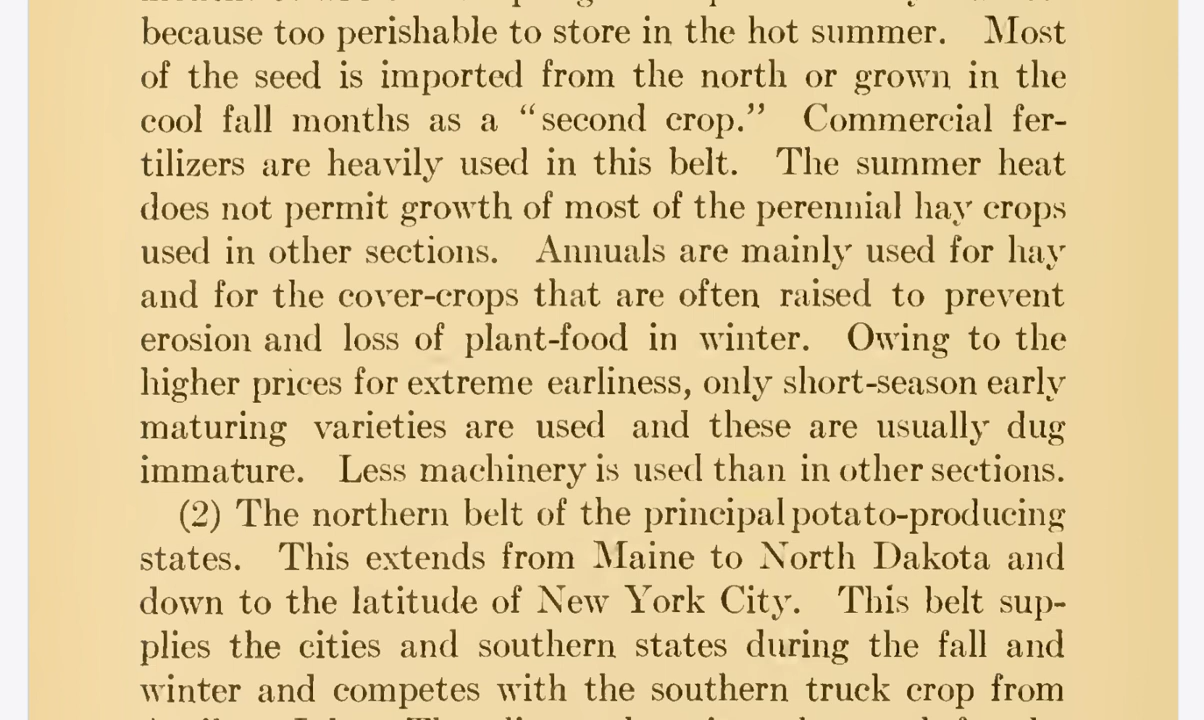 because too perishable to store in the hot summer. Most
of the seed is imported from the north or grown in the
cool fall months as a “second crop.” Commercial fer-
tilizers are heavily used in this belt. The summer heat
does not permit growth of most of the perennial hay crops
used in other sections. Annuals are mainly used for hay
and for the cover-crops that are often raised to prevent
erosion and loss of plant-food in winter. Owing to the
higher prices for extreme earliness, only short-season early
maturing varieties are used and these are usually dug
immature. Less machinery is used than in other sections.
(2) The northern belt of the principal potato-producing
states. This extends from Maine to North Dakota and
down to the latitude of New York City. This belt sup-
plies the cities and southern states during the fall and
winter and competes with the southern truck crop from